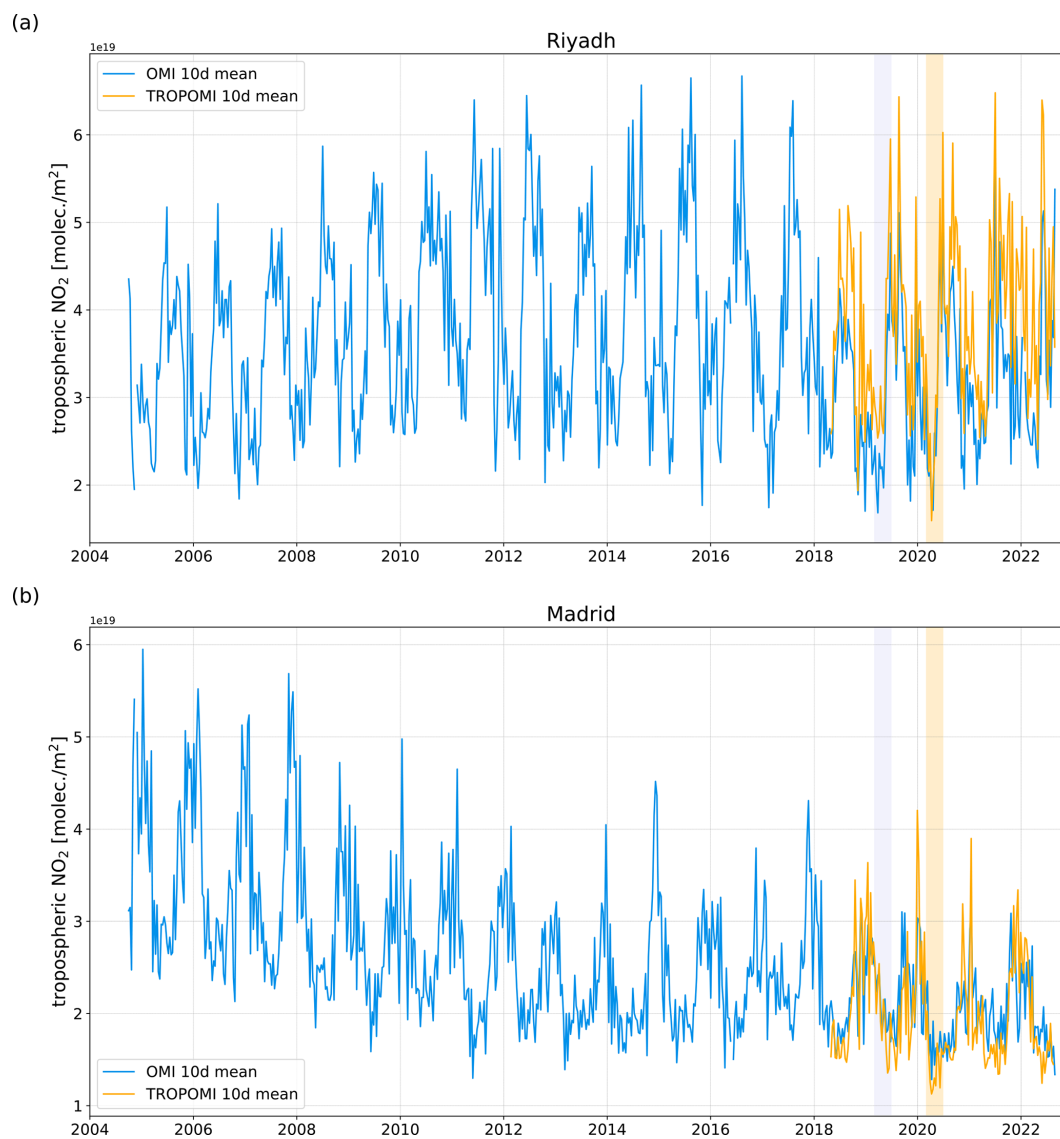 (a)
Riyadh
1e19
OMI 10d mean
TROPOMI 10d mean
tropospheric NO₂ [molec./m²]
6
5
4
3
2
2004 2006 2008 2010 2012 2014 2016 2018 2020 2022
(b)
Madrid
1e19
tropospheric NO₂ [molec./m²]
6
5
4
3
2
1
OMI 10d mean
TROPOMI 10d mean
2004 2006 2008 2010 2012 2014 2016 2018 2020 2022